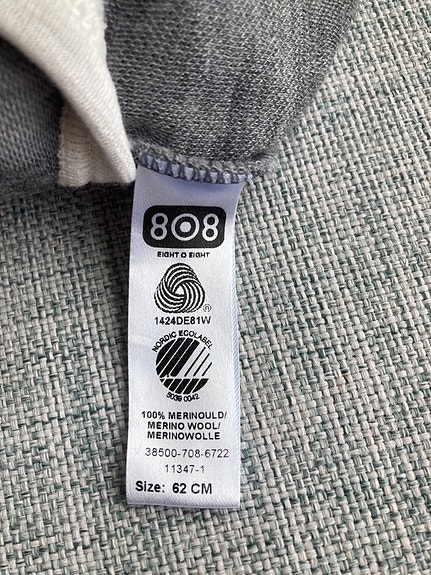 808
EIGHT O EIGHT
®
1424DE81W
NORDIC ECOLABEL
5039 0042
100% MERINOULD/
MERINO WOOL/
MERINOWOLLE
38500-708-6722
11347-1
Size: 62 CM